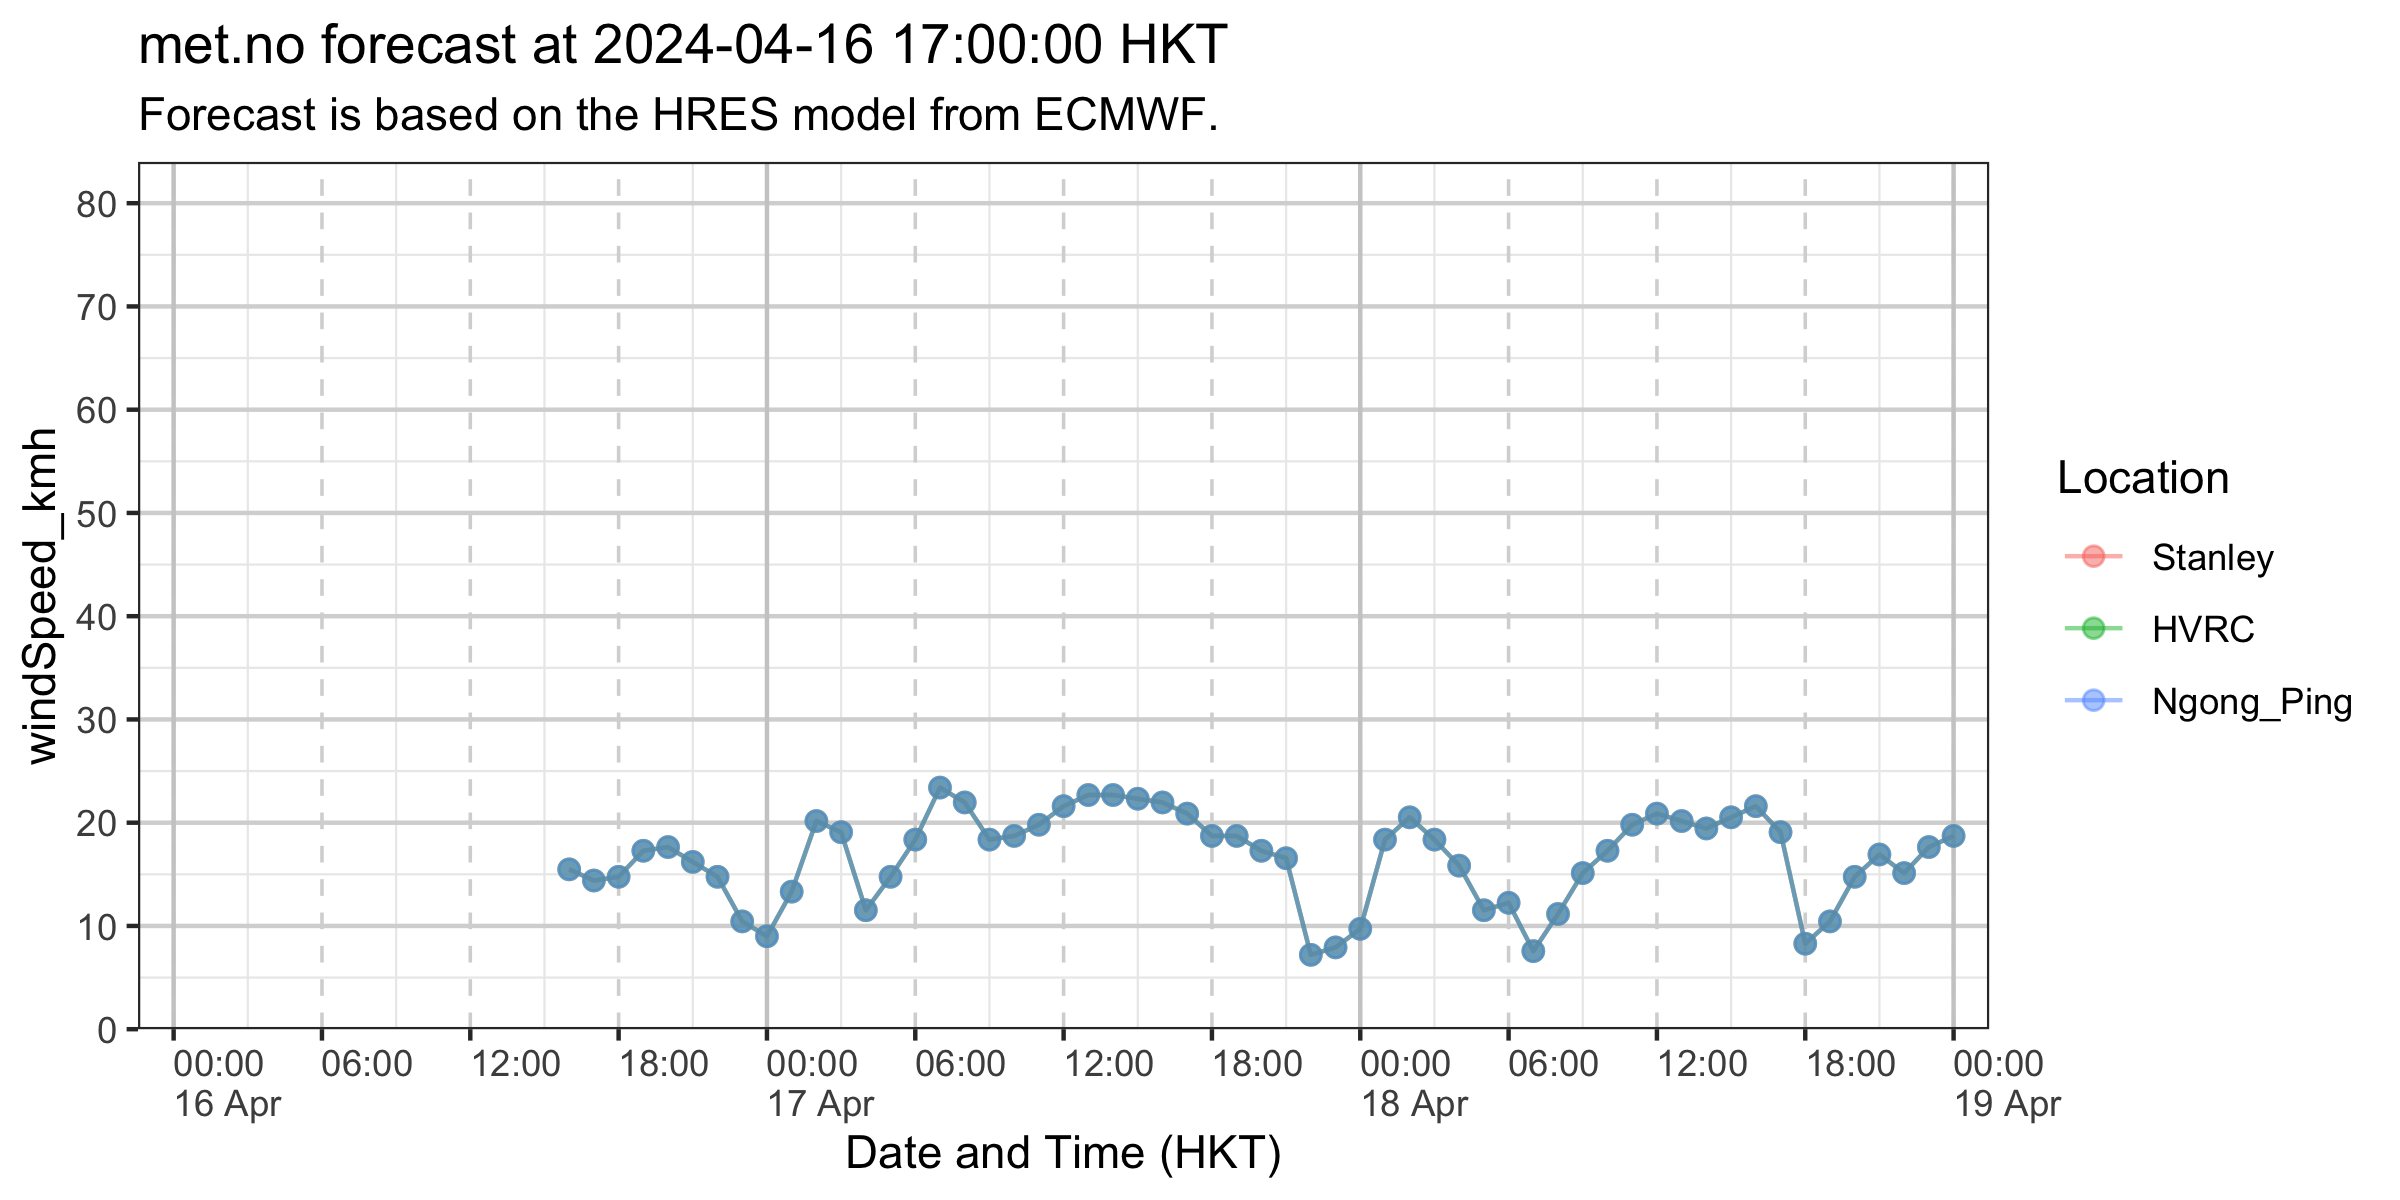 met.no forecast at 2024-04-16 17:00:00 HKT
Forecast is based on the HRES model from ECMWF.
windSpeed_kmh
80
70
60
50
40
30
20
10
0
00:00 06:00 12:00 18:00 00:00 06:00 12:00 18:00 00:00 06:00 12:00 18:00 00:00
16 Apr 17 Apr 18 Apr 19 Apr
Date and Time (HKT)
Location
Stanley
HVRC
Ngong_Ping